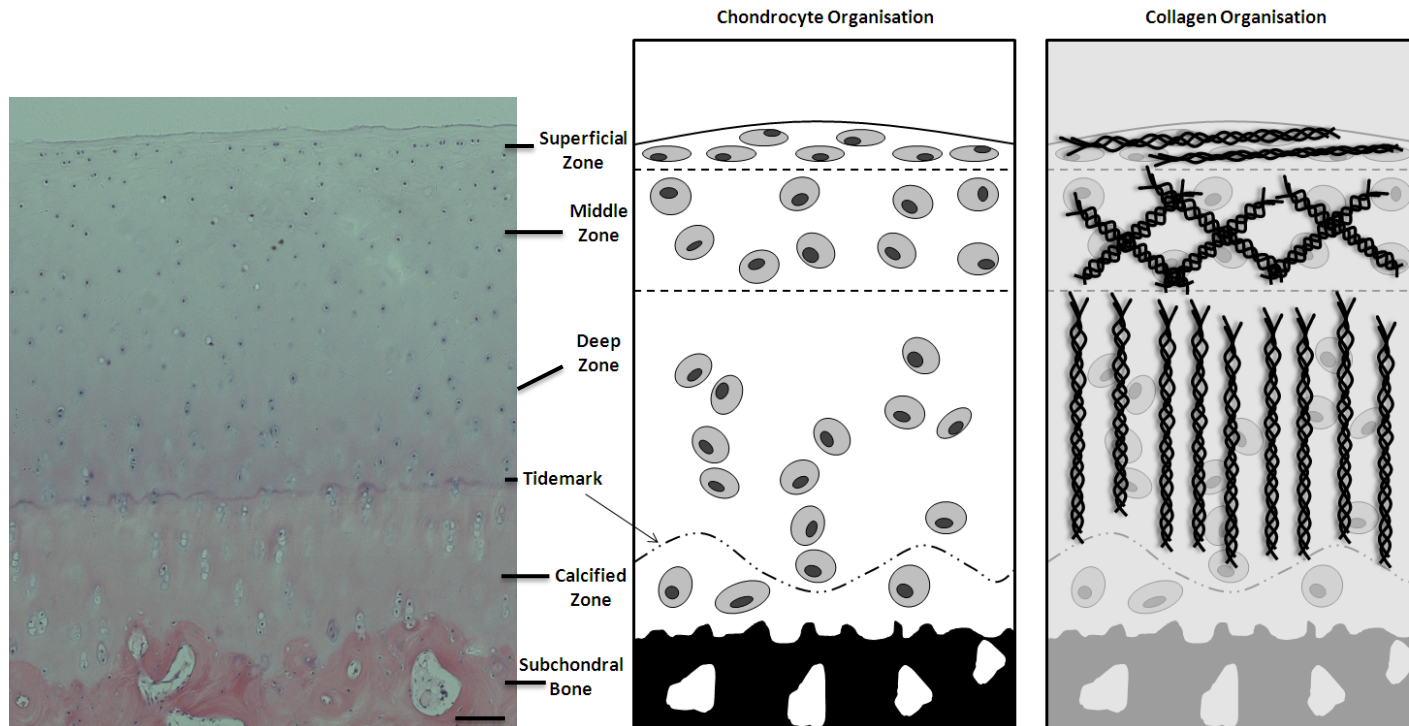 Chondrocyte Organisation
Collagen Organisation
Superficial
Zone
Middle
Zone
Deep
Zone
Tidemark
Calcified
Zone
Subchondral
Bone